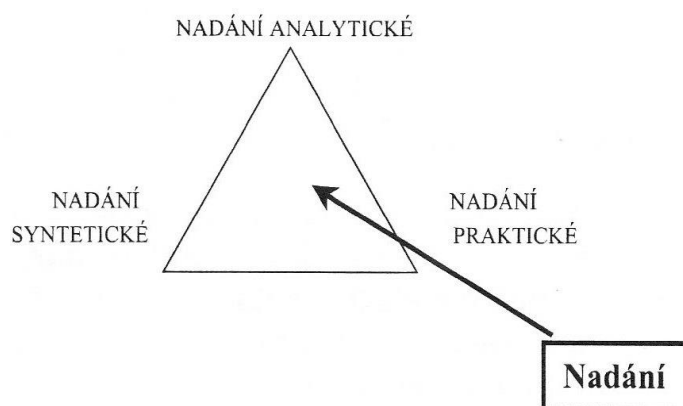 NADÁNÍ ANALYTICKÉ
NADÁNÍ
SYNTETICKÉ
NADÁNÍ
PRAKTICKÉ
Nadání